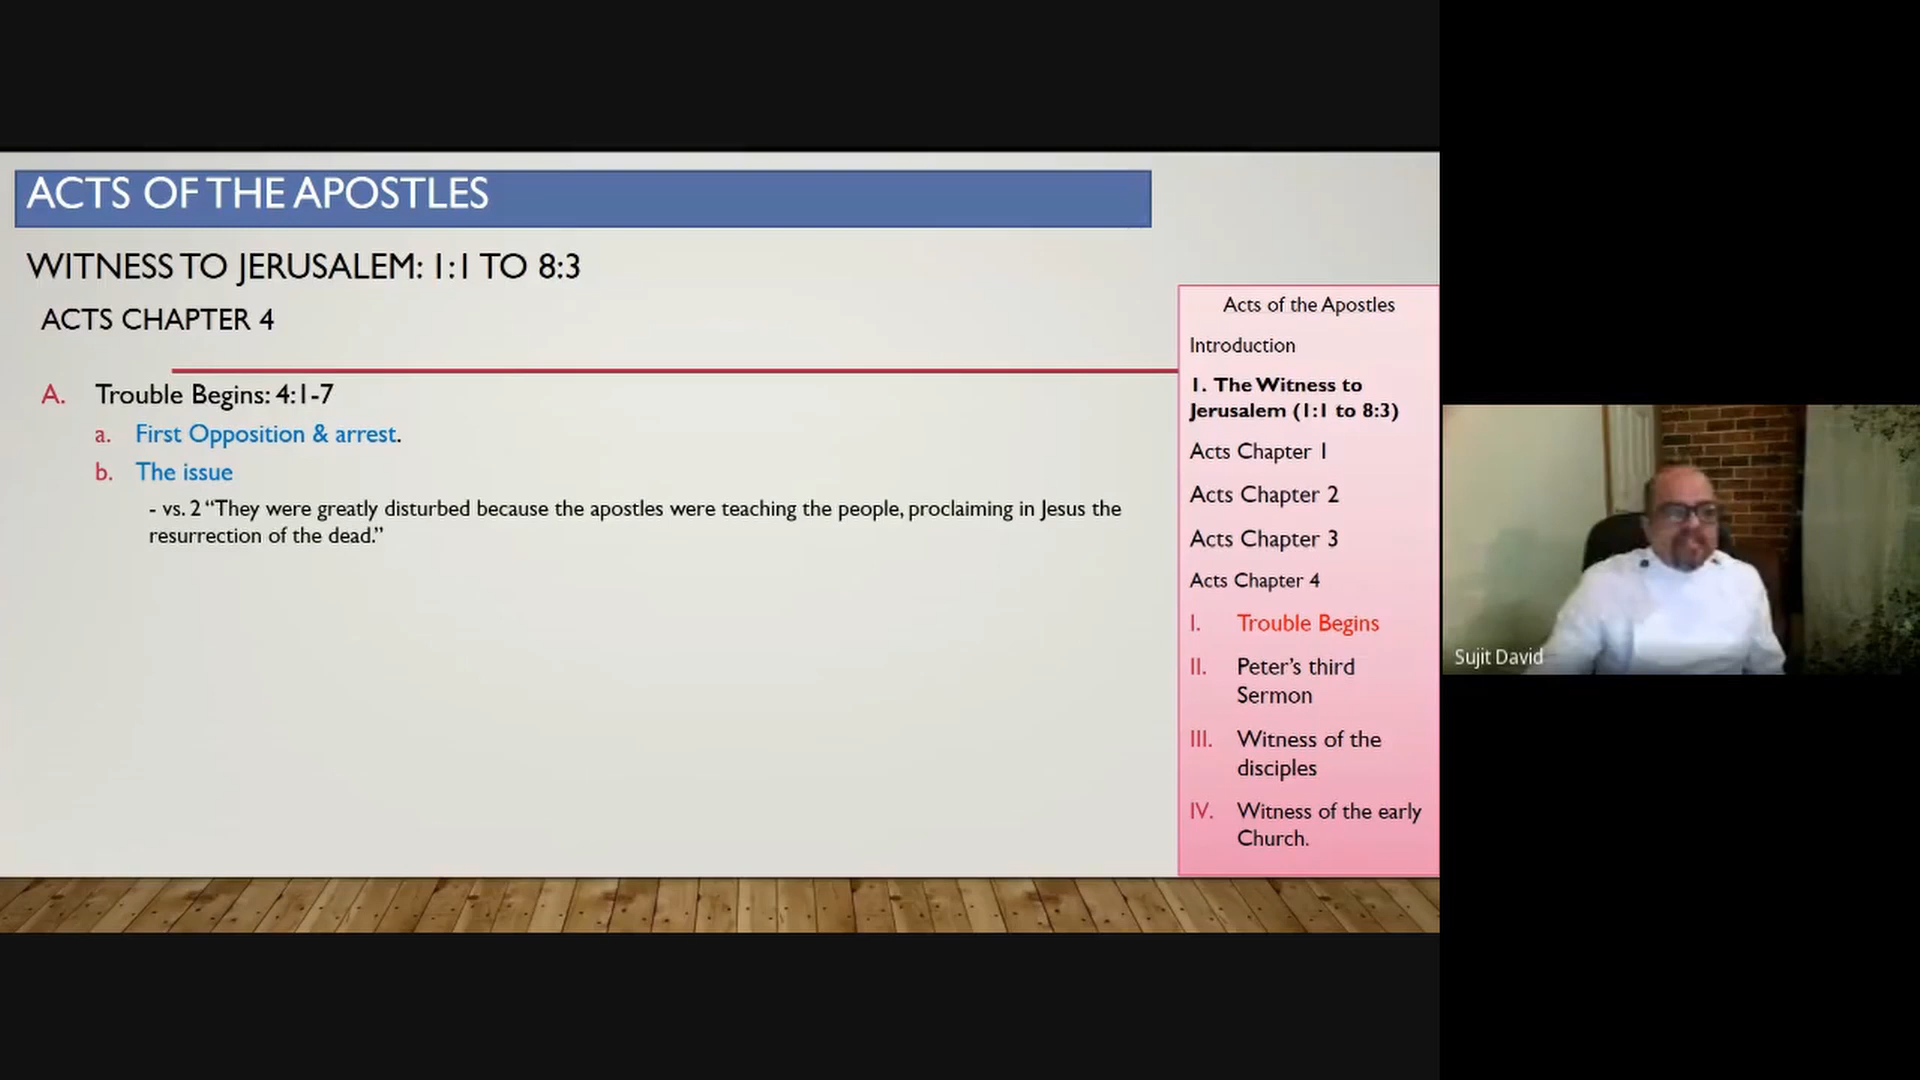 ACTS OF THE APOSTLES
WITNESS TO JERUSALEM: 1:1 TO 8:3
ACTS CHAPTER 4
A. Trouble Begins: 4:1-7
a. First Opposition & arrest.
b. The issue
- vs. 2 “They were greatly disturbed because the apostles were teaching the people, proclaiming in Jesus the
resurrection of the dead.”
Acts of the Apostles
Introduction
1. The Witness to
Jerusalem (1:1 to 8:3)
Acts Chapter 1
Acts Chapter 2
Acts Chapter 3
Acts Chapter 4
I. Trouble Begins
II. Peter’s third
Sermon
III. Witness of the
disciples
IV. Witness of the early
Church.
Sujit David